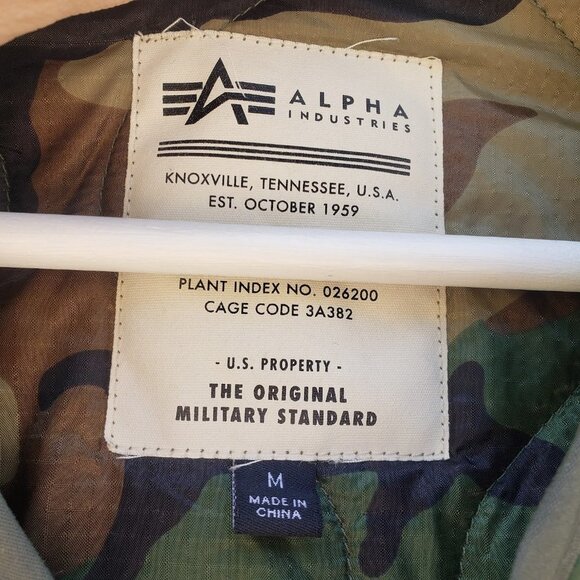 ALPHA
INDUSTRIES
KNOXVILLE, TENNESSEE, U.S.A.
EST. OCTOBER 1959
PLANT INDEX NO. 026200
CAGE CODE 3A382
- U.S. PROPERTY -
THE ORIGINAL
MILITARY STANDARD
M
MADE IN
CHINA